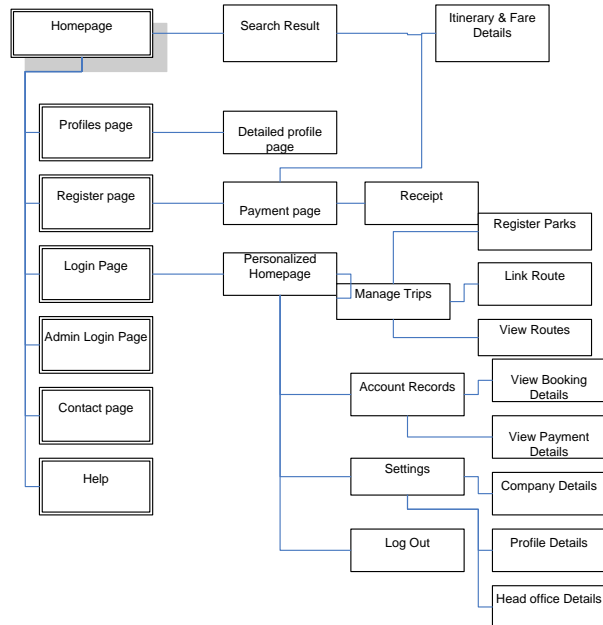 Homepage
Search Result
Itinerary & Fare
Details
Profiles page
Detailed profile
page
Register page
Payment page
Receipt
Register Parks
Login Page
Personalized
Homepage
Manage Trips
Link Route
View Routes
Admin Login Page
Account Records
View Booking
Details
Contact page
View Payment
Details
Help
Settings
Company Details
Log Out
Profile Details
Head office Details